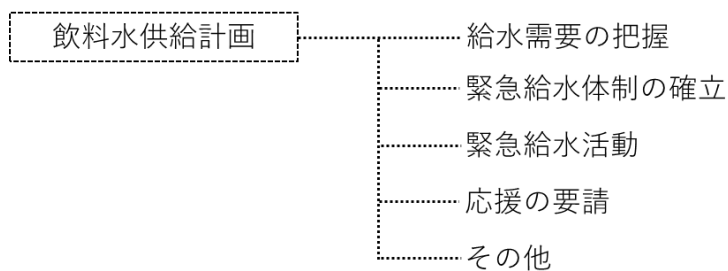 飲料水供給計画
給水需要の把握
緊急給水体制の確立
緊急給水活動
応援の要請
その他